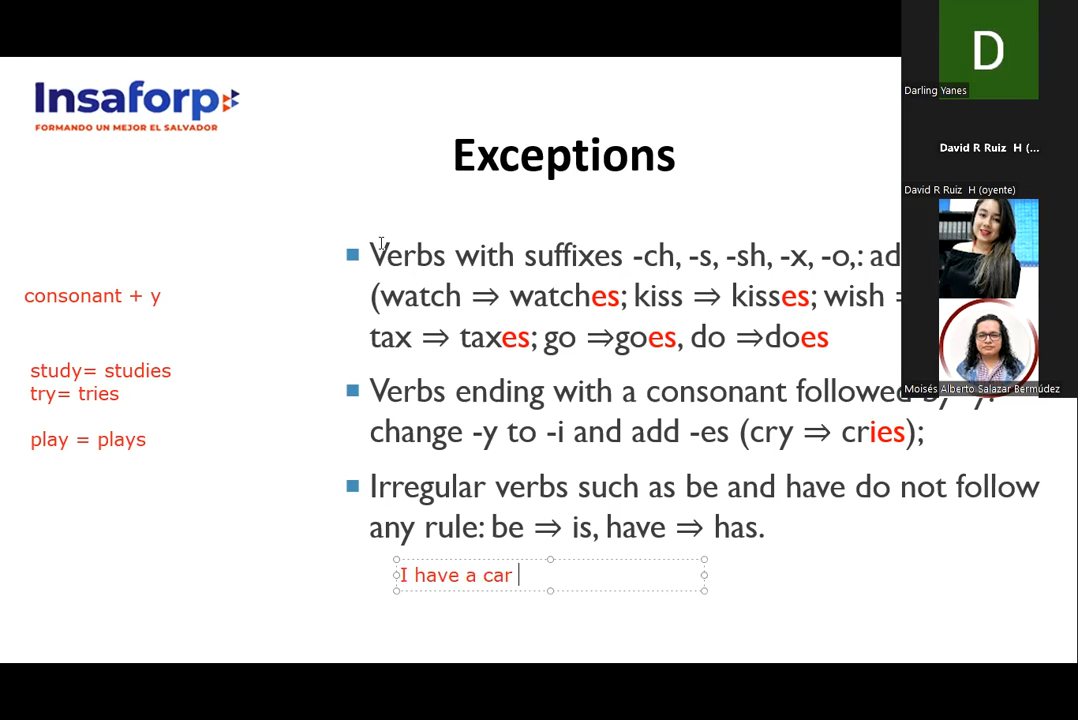 Insaforp
FORMANDO UN MEJOR EL SALVADOR
Exceptions
consonant + y
study= studies
try= tries
play = plays
■ Verbs with suffixes -ch, -s, -sh, -x, -o,: ad
(watch ⇒ watches; kiss ⇒ kisses; wish =
tax ⇒ taxes; go ⇒goes, do ⇒does
■ Verbs ending with a consonant followed by -y:
change -y to -i and add -es (cry ⇒ cries);
■ Irregular verbs such as be and have do not follow
any rule: be ⇒ is, have ⇒ has.
I have a car
D
Darling Yanes
David R Ruiz H (...
David R Ruiz H (oyente)
Moisés Alberto Salazar Bermúdez